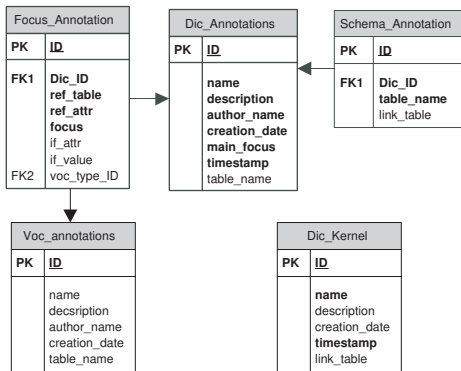 Focus_Annotation
PK ID
FK1 Dic_ID
ref_table
ref_attr
focus
if_attr
if_value
FK2 voc_type_ID
Dic_Annotations
PK ID
name
description
author_name
creation_date
main_focus
timestamp
table_name
Schema_Annotation
PK ID
FK1 Dic_ID
table_name
link_table
Voc_annotations
PK ID
name
decsription
author_name
creation_date
table_name
Dic_Kernel
PK ID
name
description
creation_date
timestamp
link_table